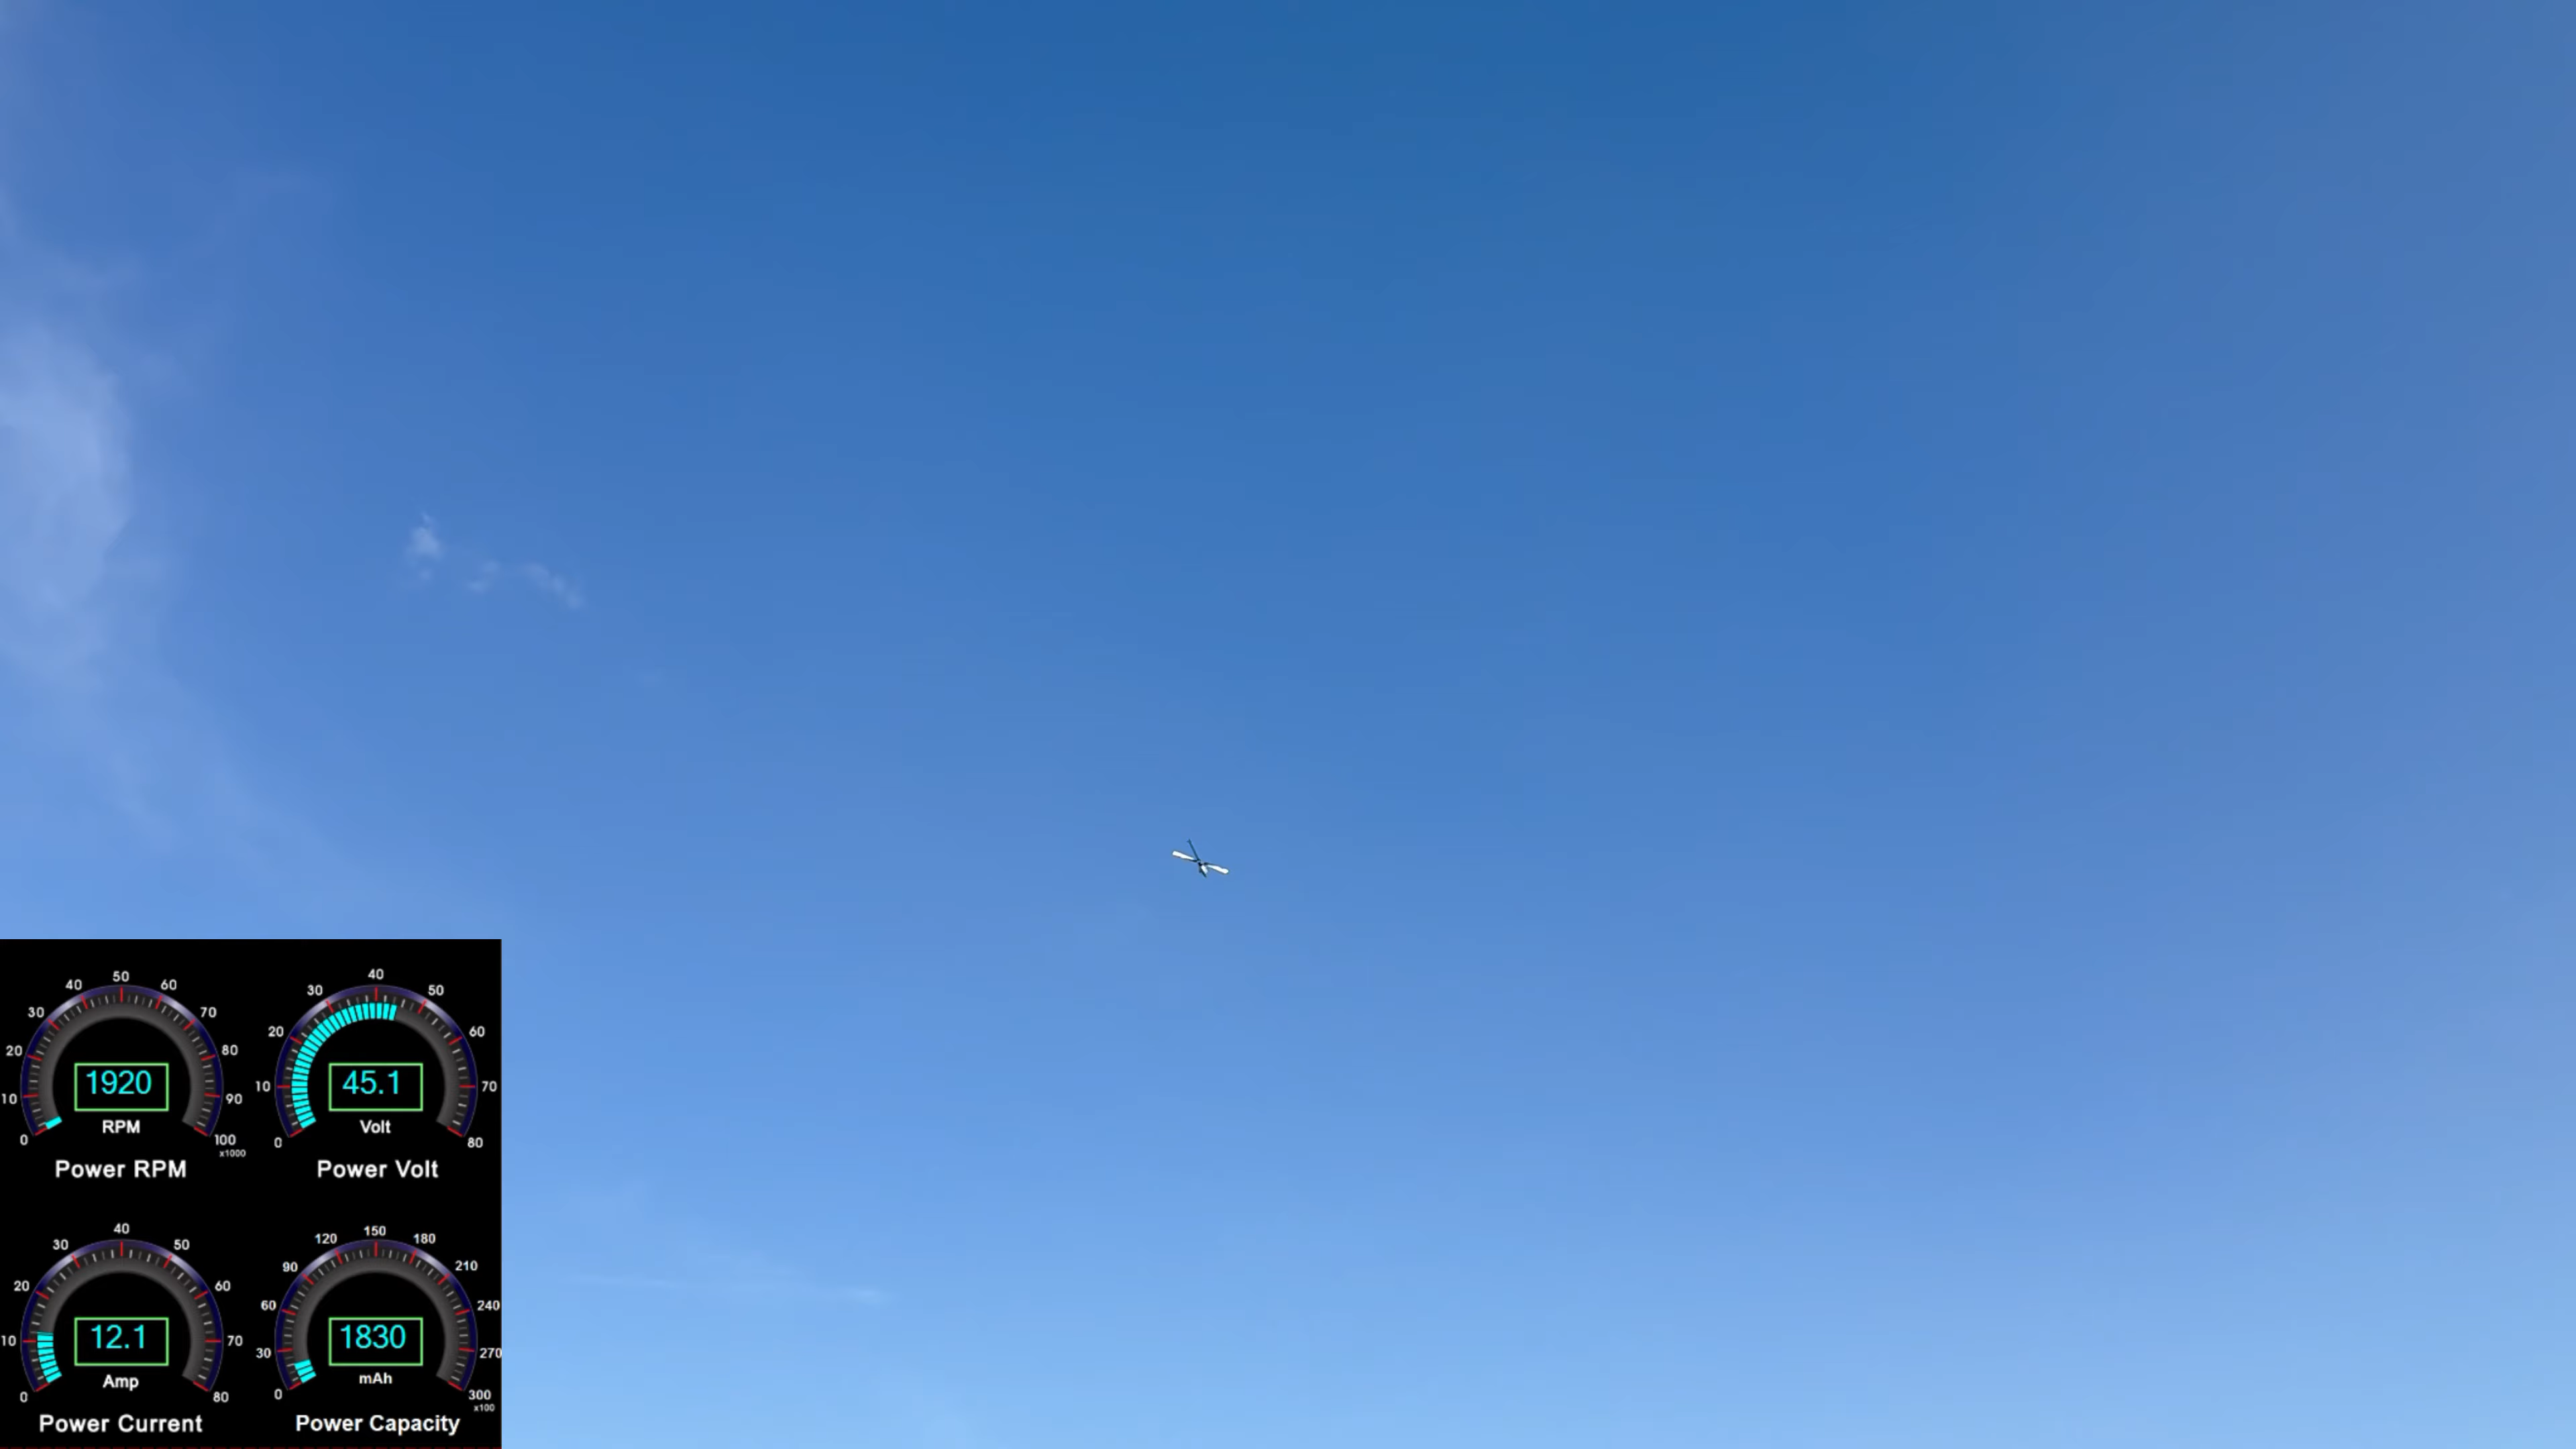 0 10 20 30 40 50 60 70 80 90 100
x1000
1920
RPM
Power RPM
0 10 20 30 40 50 60 70 80
45.1
Volt
Power Volt
0 10 20 30 40 50 60 70 80
12.1
Amp
Power Current
0 30 60 90 120 150 180 210 240 270 300
x100
1830
mAh
Power Capacity